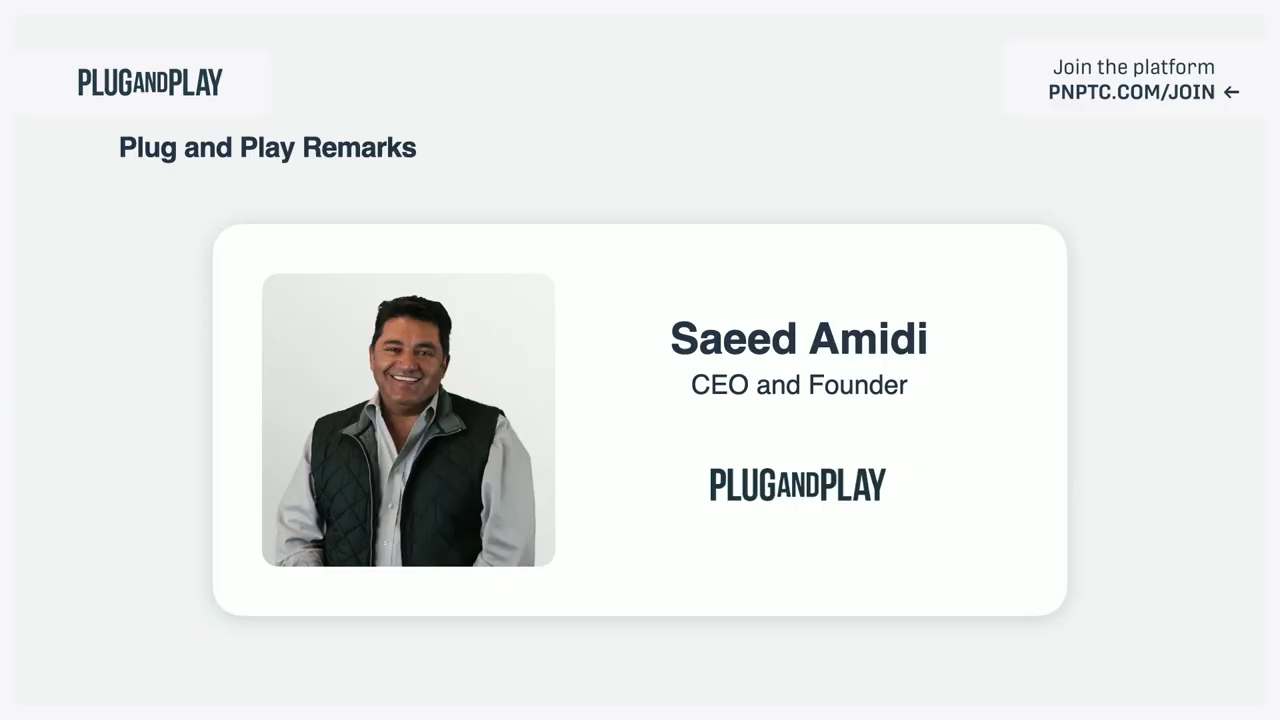 PLUGANDPLAY
Join the platform
PNPTC.COM/JOIN ←
Plug and Play Remarks
Saeed Amidi
CEO and Founder
PLUGANDPLAY